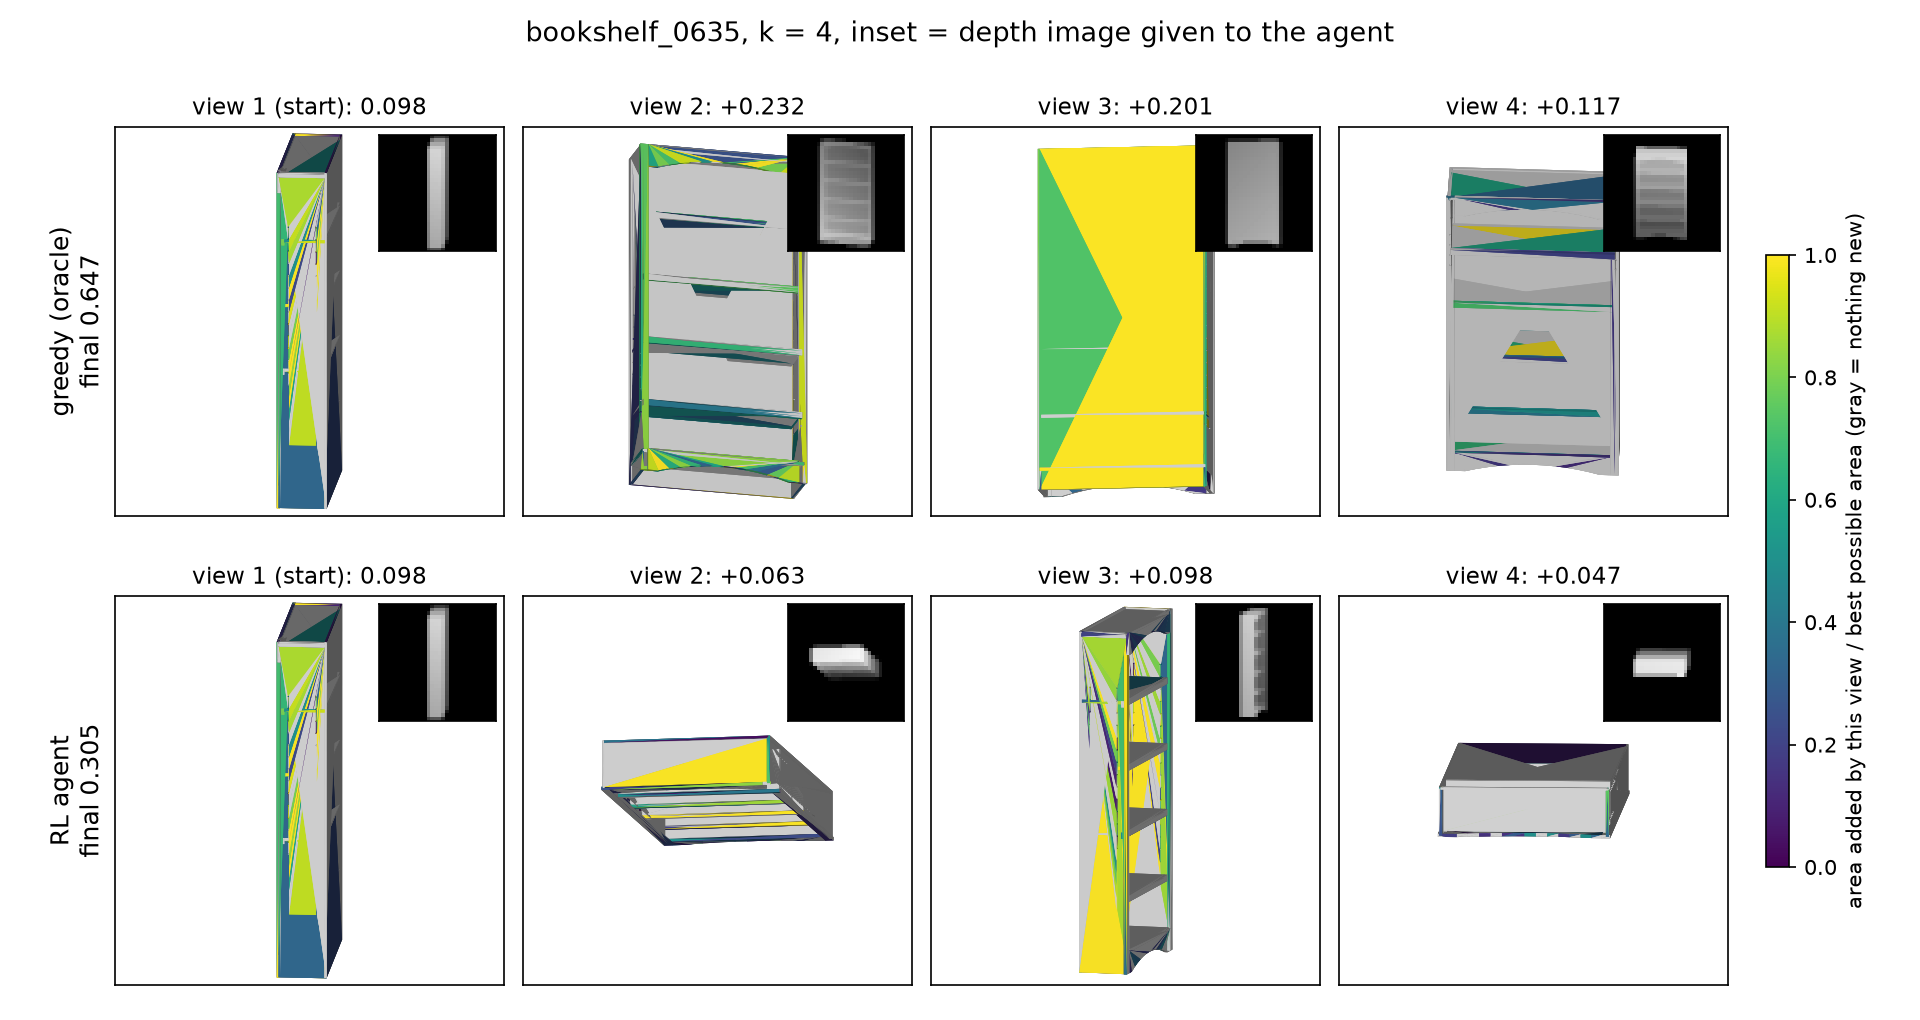 bookshelf_0635, k = 4, inset = depth image given to the agent
view 1 (start): 0.098
view 2: +0.232
view 3: +0.201
view 4: +0.117
greedy (oracle)
final 0.647
view 1 (start): 0.098
view 2: +0.063
view 3: +0.098
view 4: +0.047
RL agent
final 0.305
1.0
0.8
0.6
0.4
0.2
0.0
area added by this view / best possible area (gray = nothing new)